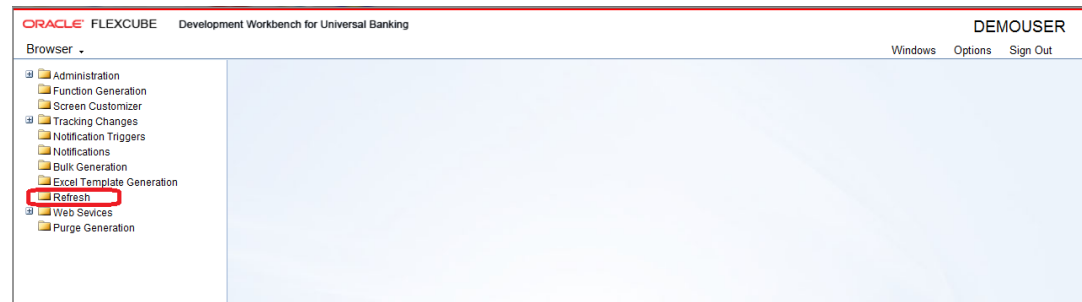 ORACLE® FLEXCUBE Development Workbench for Universal Banking DEMOUSER
Browser Windows Options Sign Out
Administration
Function Generation
Screen Customizer
Tracking Changes
Notification Triggers
Notifications
Bulk Generation
Excel Template Generation
Refresh
Web Sevices
Purge Generation